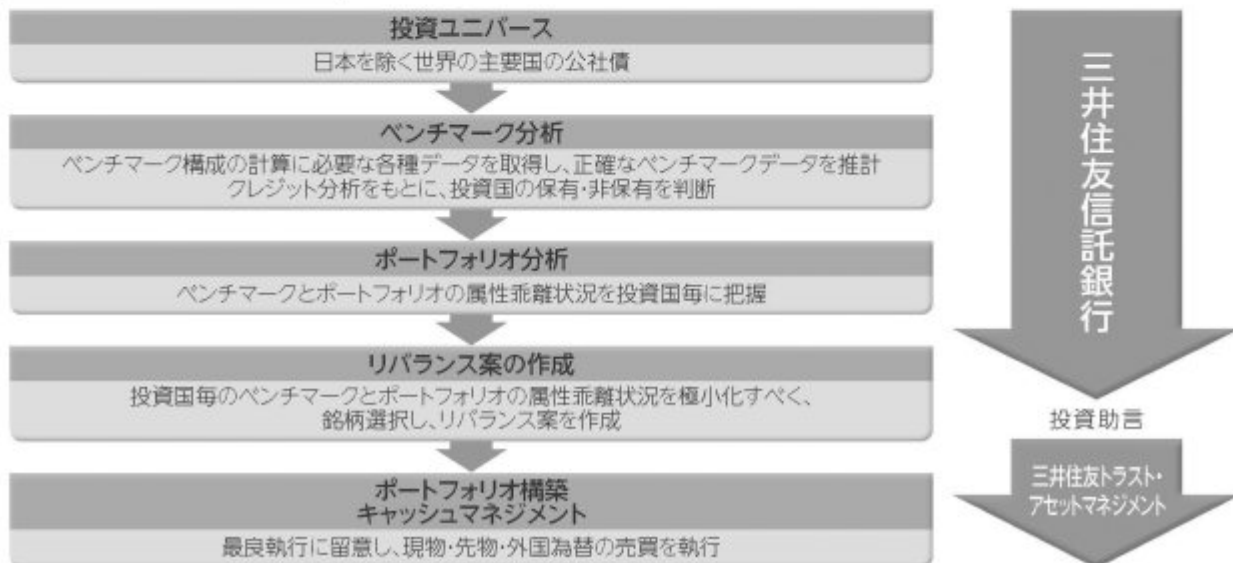 投資ユニバース
日本を除く世界の主要国の公社債
ベンチマーク分析
ベンチマーク構成の計算に必要な各種データを取得し、正確なベンチマークデータを推計
クレジット分析をもとに、投資国の保有・非保有を判断
ポートフォリオ分析
ベンチマークとポートフォリオの属性乖離状況を投資国毎に把握
リバランス案の作成
投資国毎のベンチマークとポートフォリオの属性乖離状況を極小化すべく、
銘柄選択し、リバランス案を作成
ポートフォリオ構築
キャッシュマネジメント
最良執行に留意し、現物・先物・外国為替の売買を執行
三井住友信託銀行
投資助言
三井住友トラスト・
アセットマネジメント